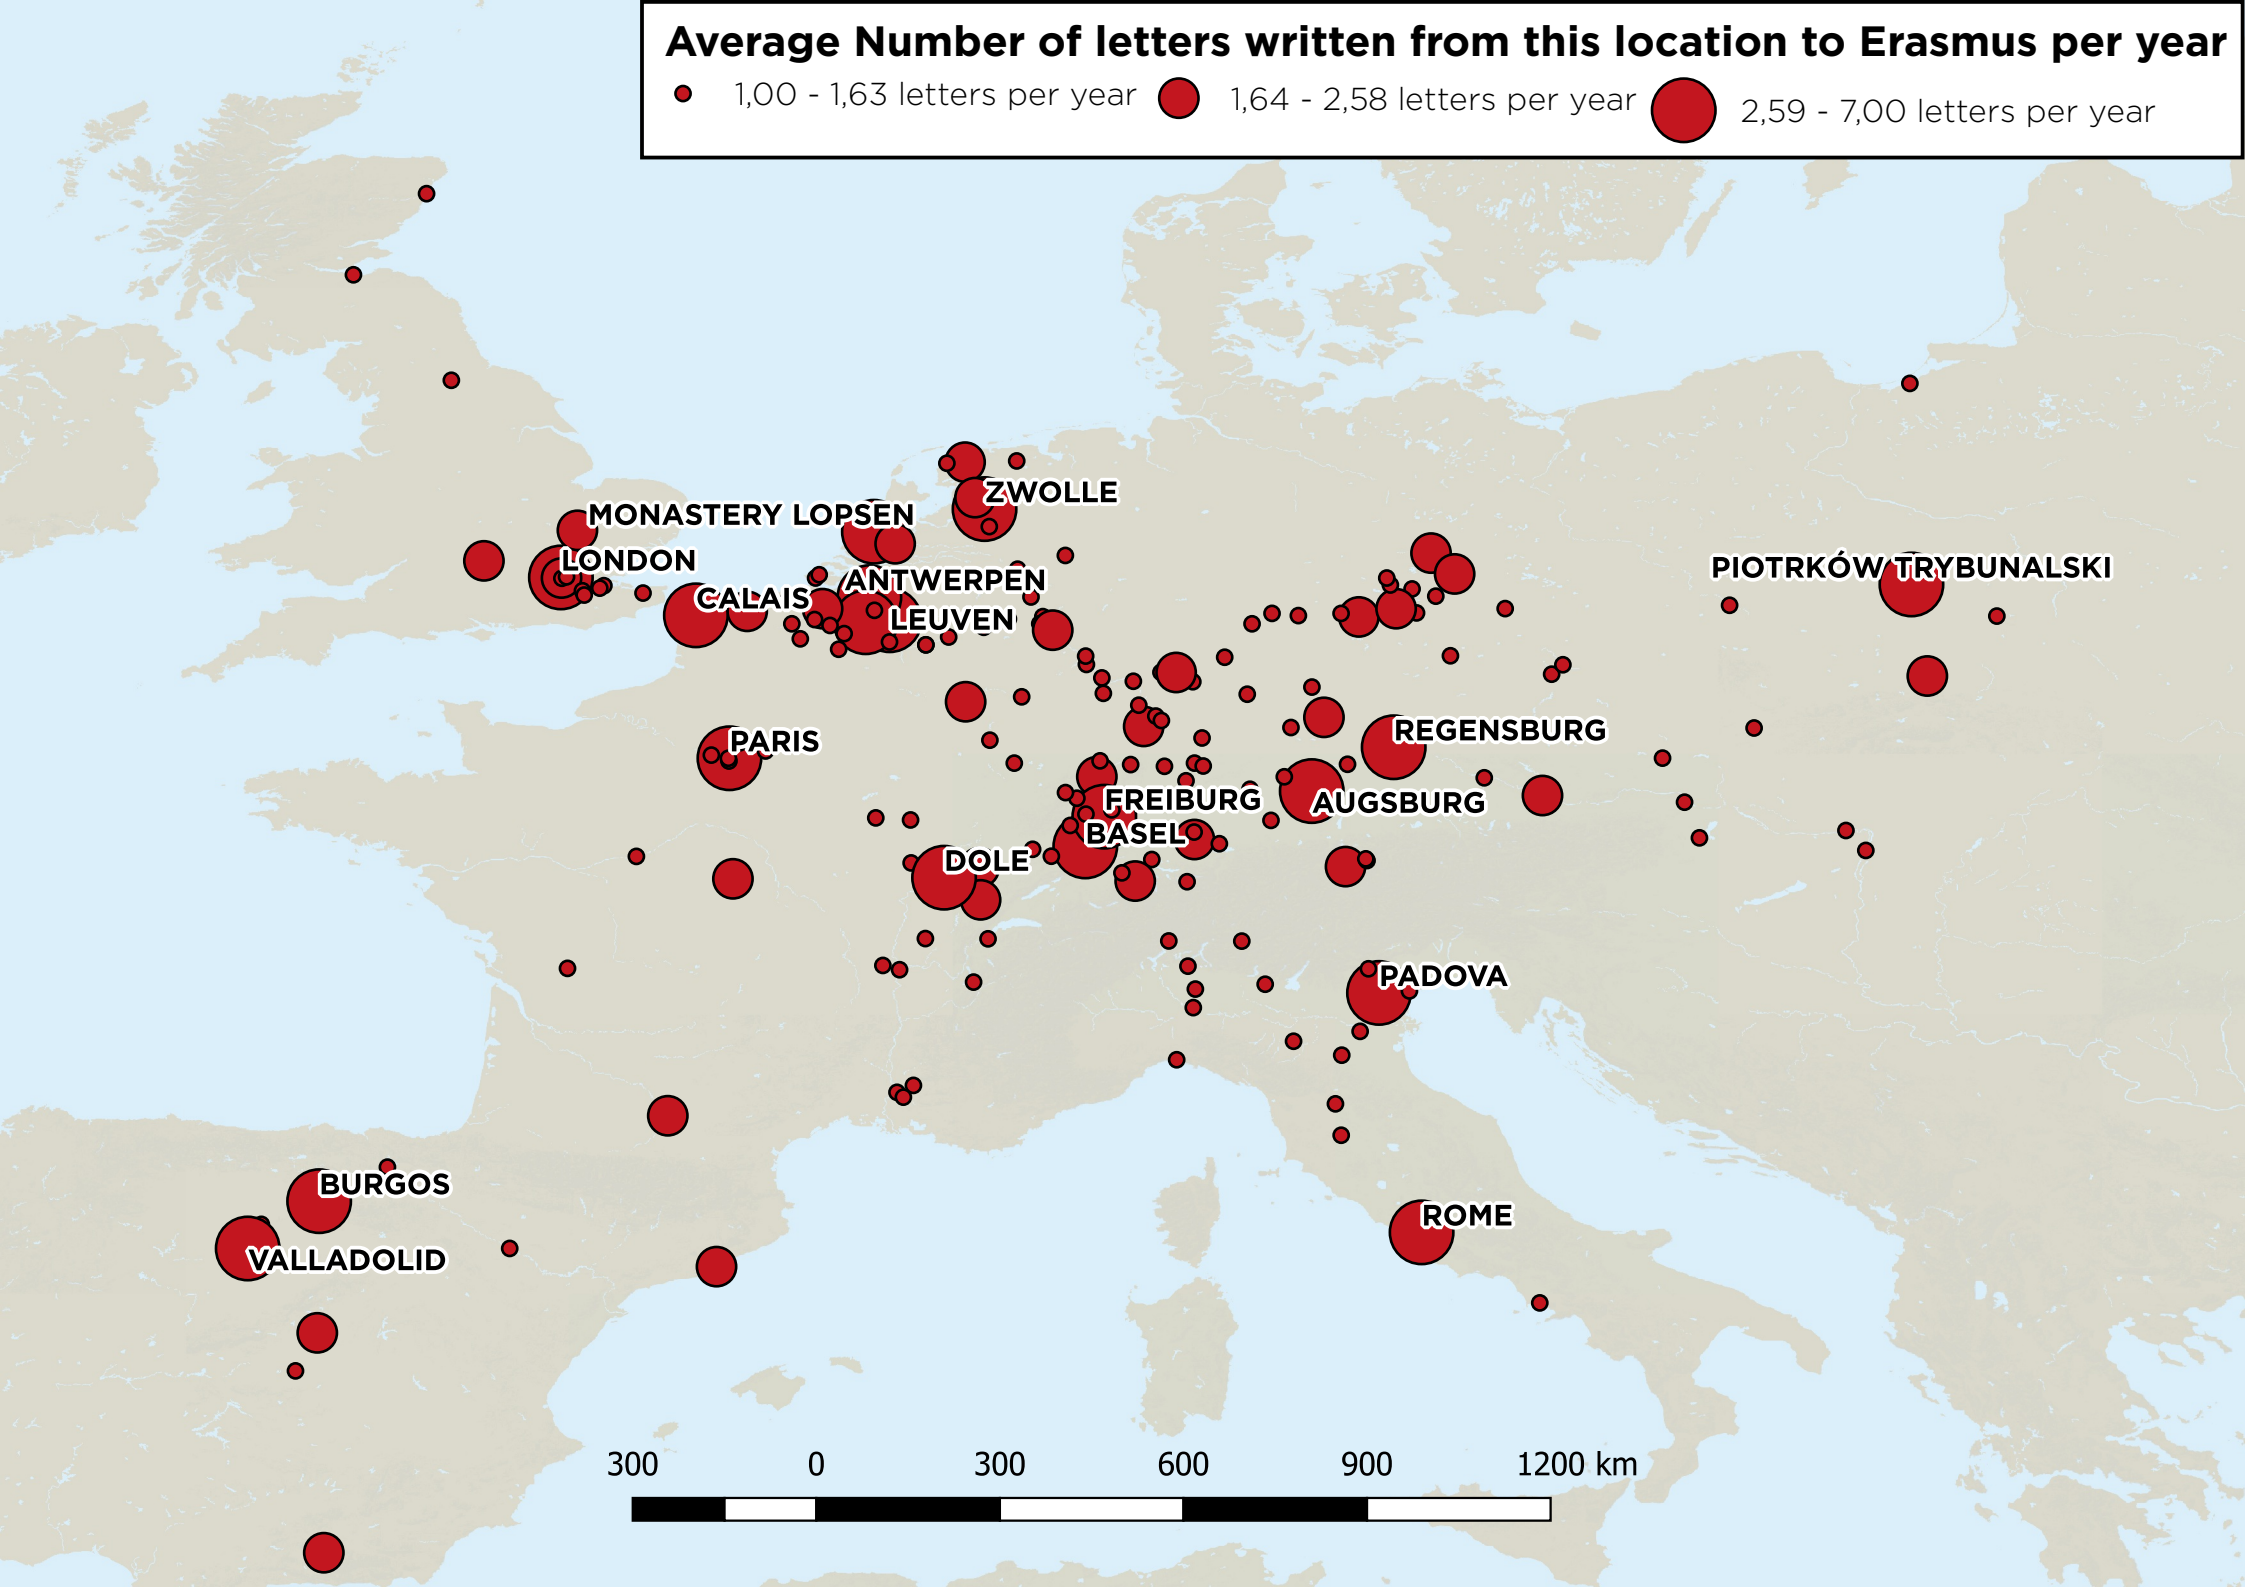 Average Number of letters written from this location to Erasmus per year
1,00 - 1,63 letters per year
1,64 - 2,58 letters per year
2,59 - 7,00 letters per year
ZWOLLE
MONASTERY LOPSEN
LONDON
PIOTRKÓW TRYBUNALSKI
ANTWERPEN
CALAIS
LEUVEN
REGENSBURG
PARIS
FREIBURG
AUGSBURG
BASEL
DOLE
PADOVA
BURGOS
ROME
VALLADOLID
300 0 300 600 900 1200 km